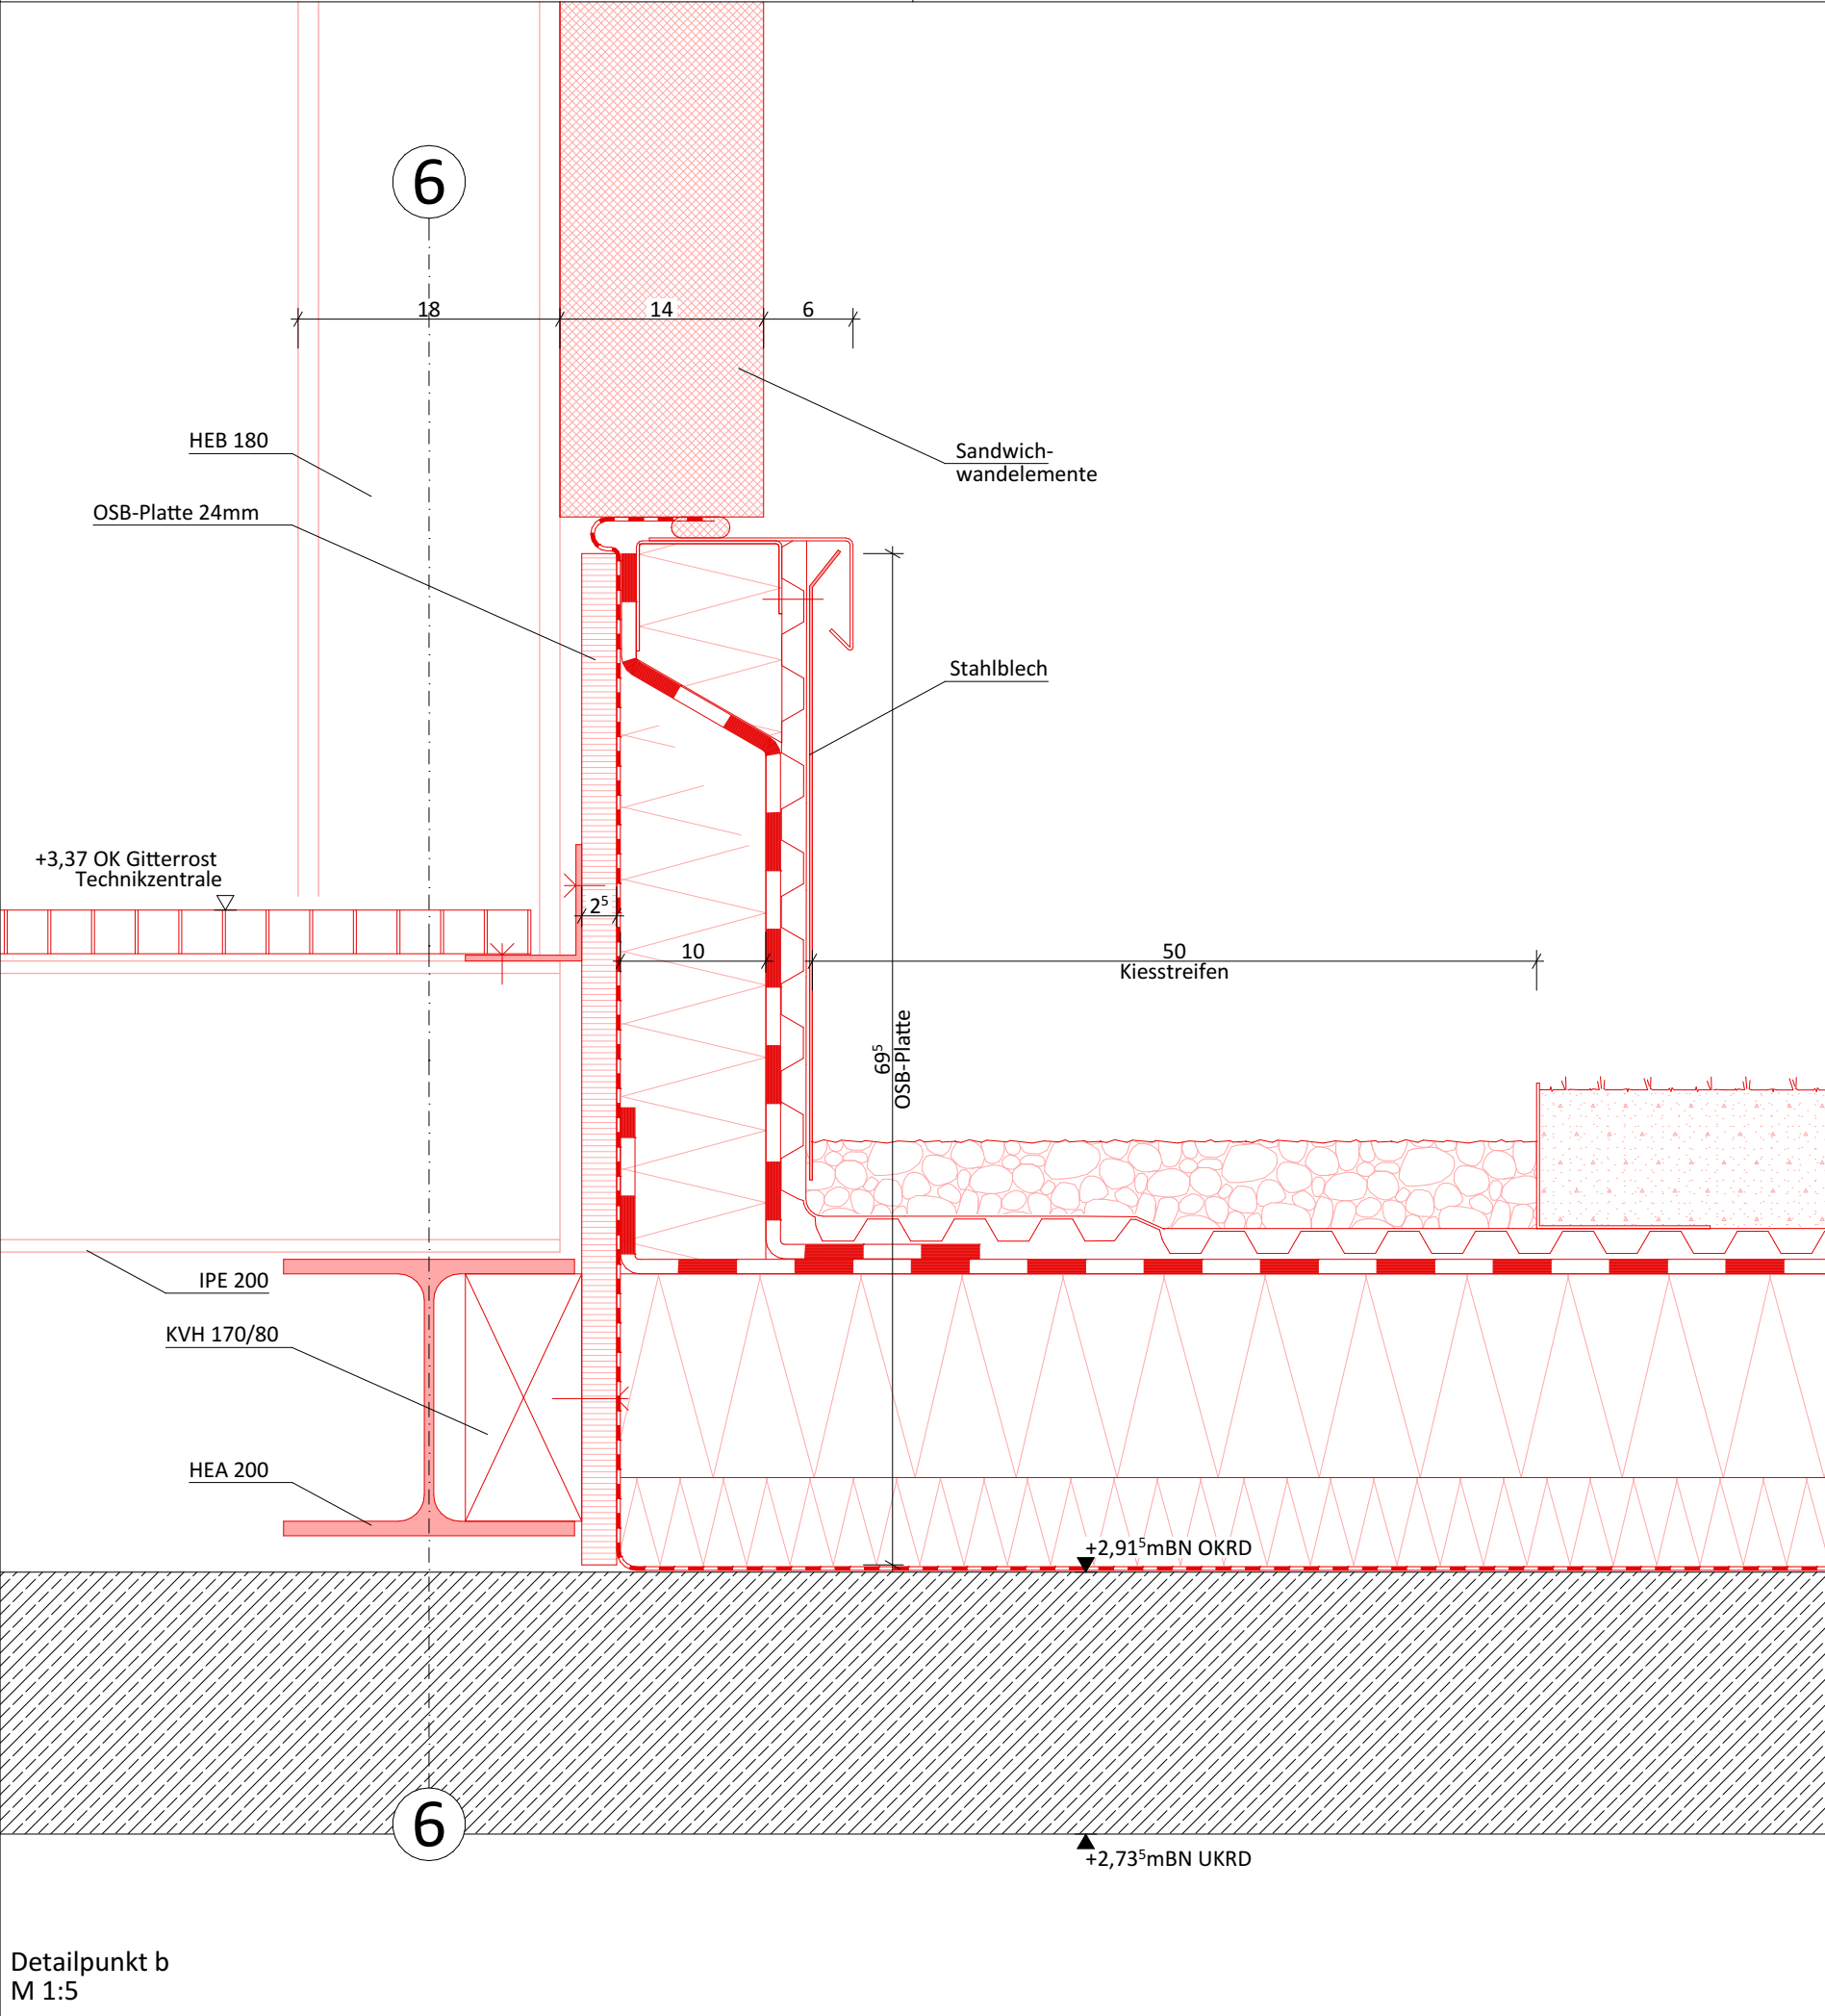 6
18
14
6
HEB 180
Sandwich-
wandelemente
OSB-Platte 24mm
Stahlblech
+3,37 OK Gitterrost
Technikzentrale
2⁵
10
50
Kiesstreifen
69⁵
OSB-Platte
IPE 200
KVH 170/80
HEA 200
+2,91⁵mBN OKRD
6
+2,73⁵mBN UKRD
Detailpunkt b
M 1:5